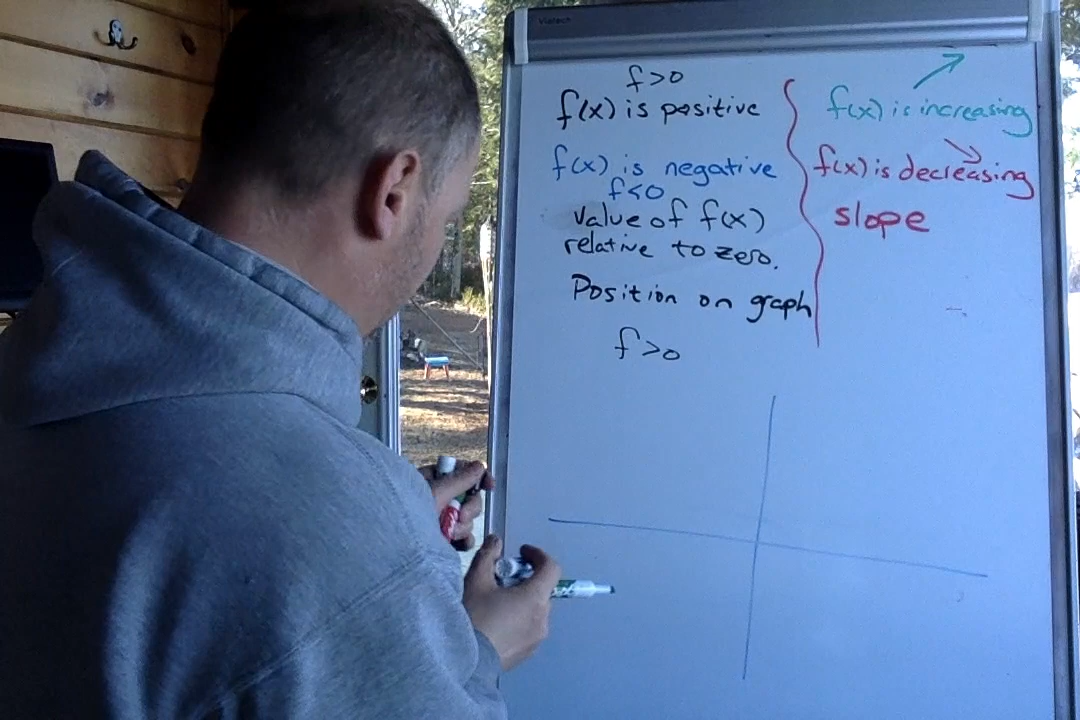 Viztech
f>0
f(x) is positive
f(x) is negative
f<0
value of f(x)
relative to zero.
Position on graph
f>0
f(x) is increasing
f(x) is decreasing
slope